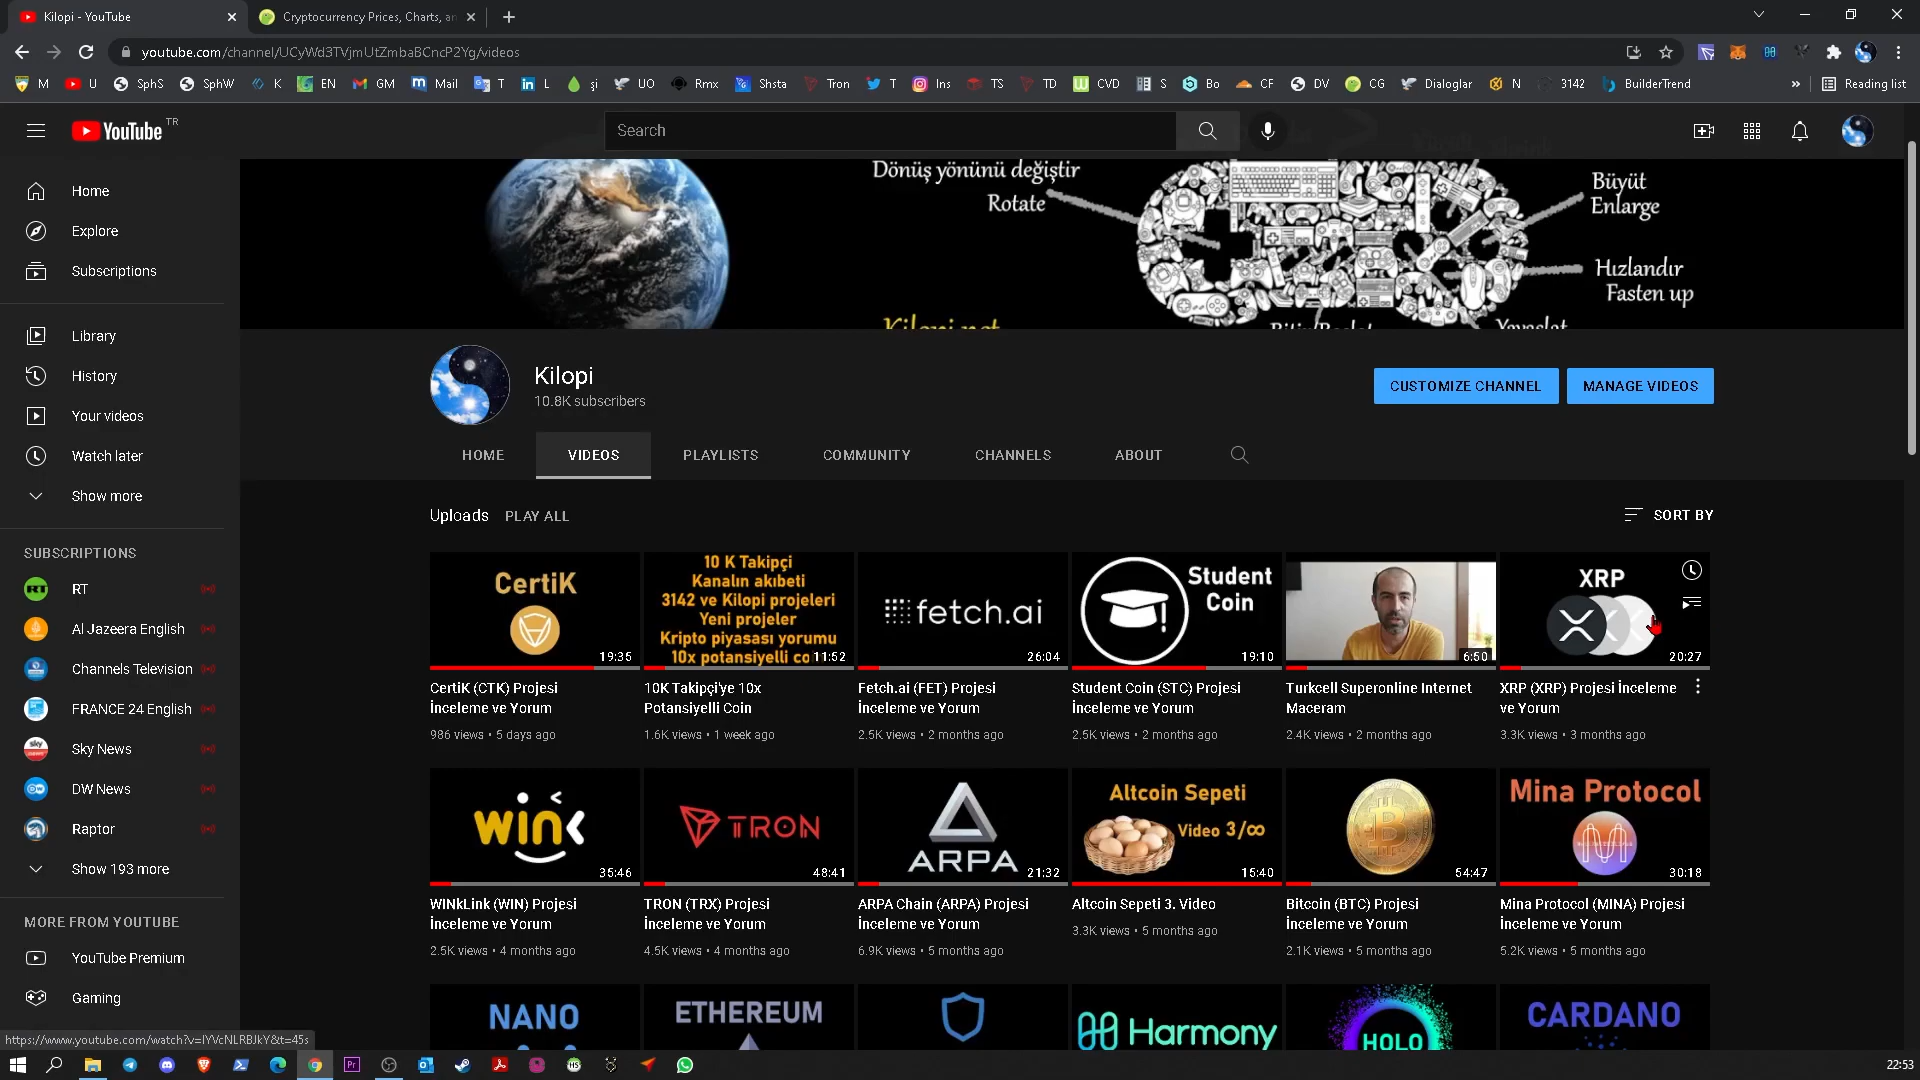 Kilopi - YouTube
Cryptocurrency Prices, Charts, an
youtube.com/channel/UCyWd3TVjmUtZmbaBCncP2Yg/videos
M U SphS SphW K EN GM Mail T L şi UO Rmx Shsta Tron T Ins TS TD CVD S Bo CF DV CG Dialoglar N 3142 BuilderTrend » Reading list
YouTube TR
Search
Home
Explore
Subscriptions
Library
History
Your videos
Watch later
Show more
SUBSCRIPTIONS
RT
Al Jazeera English
Channels Television
FRANCE 24 English
Sky News
DW News
Raptor
Show 193 more
MORE FROM YOUTUBE
YouTube Premium
Gaming
https://www.youtube.com/watch?v=IYVcNLRBJkY&t=45s
Dönüş yönünü değiştir
Rotate
Büyüt
Enlarge
Hızlandır
Fasten up
Kilopi.net
Bitir/Başlat
Yavaşlat
Kilopi
10.8K subscribers
CUSTOMIZE CHANNEL
MANAGE VIDEOS
HOME VIDEOS PLAYLISTS COMMUNITY CHANNELS ABOUT
Uploads PLAY ALL
SORT BY
CertiK
19:35
CertiK (CTK) Projesi
İnceleme ve Yorum
986 views • 5 days ago
10 K Takipçi
Kanalın akıbeti
3142 ve Kilopi projeleri
Yeni projeler
Kripto piyasası yorumu
10x potansiyelli co
11:52
10K Takipçi'ye 10x
Potansiyelli Coin
1.6K views • 1 week ago
fetch.ai
26:04
Fetch.ai (FET) Projesi
İnceleme ve Yorum
2.5K views • 2 months ago
Student
Coin
19:10
Student Coin (STC) Projesi
İnceleme ve Yorum
2.5K views • 2 months ago
6:50
Turkcell Superonline Internet
Maceram
2.4K views • 2 months ago
XRP
20:27
XRP (XRP) Projesi İnceleme
ve Yorum
3.3K views • 3 months ago
wink
35:46
WINkLink (WIN) Projesi
İnceleme ve Yorum
2.5K views • 4 months ago
TRON
48:41
TRON (TRX) Projesi
İnceleme ve Yorum
4.5K views • 4 months ago
ARPA
21:32
ARPA Chain (ARPA) Projesi
İnceleme ve Yorum
6.9K views • 5 months ago
Altcoin Sepeti
Video 3/∞
15:40
Altcoin Sepeti 3. Video
3.3K views • 5 months ago
54:47
Bitcoin (BTC) Projesi
İnceleme ve Yorum
2.1K views • 5 months ago
Mina Protocol
30:18
Mina Protocol (MINA) Projesi
İnceleme ve Yorum
5.2K views • 5 months ago
NANO
ETHEREUM
Harmony
HOLO
CARDANO
22:53